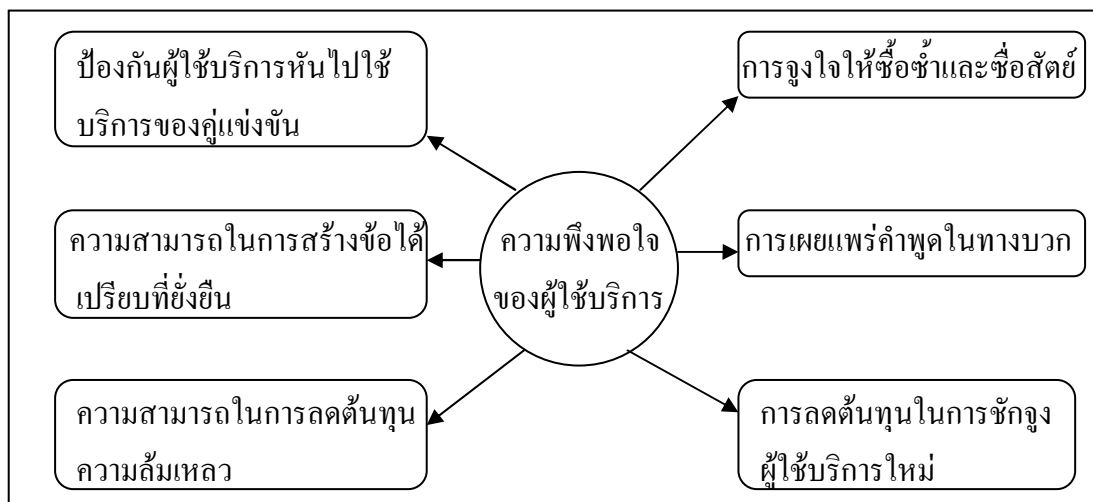 ป้องกันผู้ใช้บริการหันไปใช้
บริการของคู่แข่งขัน
การจูงใจให้ซื้อซ้ำและซื่อสัตย์
ความสามารถในการสร้างข้อได้
เปรียบที่ยั่งยืน
ความพึงพอใจ
ของผู้ใช้บริการ
การเผยแพร่คำพูดในทางบวก
ความสามารถในการลดต้นทุน
ความล้มเหลว
การลดต้นทุนในการชักจูง
ผู้ใช้บริการใหม่